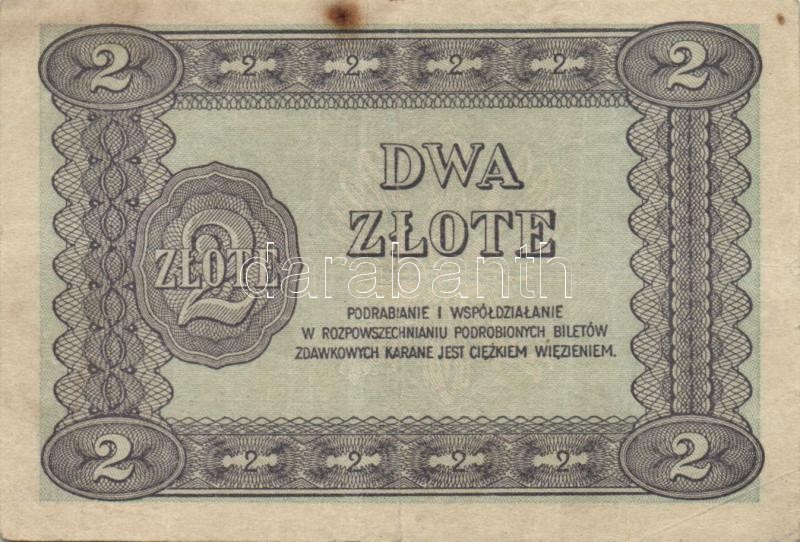 2 2 2 2 2 2
DWA
ZŁOTE
2
ZŁOTE
darabanth
PODRABIANIE I WSPÓŁDZIAŁANIE
W ROZPOWSZECHNIANIU PODROBIONYCH BILETÓW
ZDAWKOWYCH KARANE JEST CIĘŻKIEM WIĘZIENIEM.
2 2 2 2 2 2